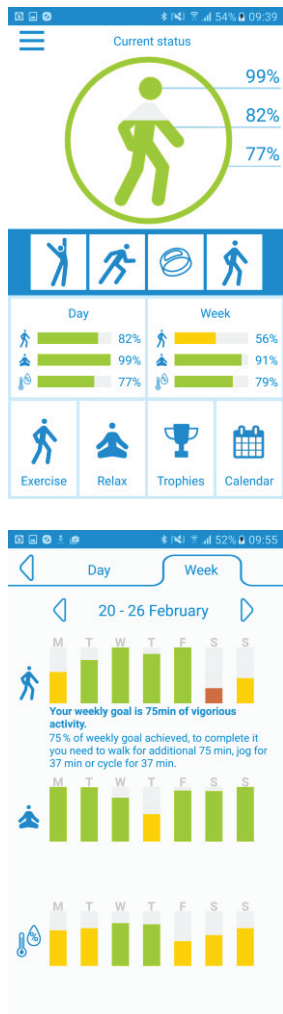 54% 09:39
Current status
99%
82%
77%
Day
Week
82%
56%
99%
91%
77%
79%
Exercise
Relax
Trophies
Calendar
52% 09:55
Day
Week
20 - 26 February
M T W T F S S
Your weekly goal is 75min of vigorious
activity.
75 % of weekly goal achieved, to complete it
you need to walk for additional 75 min, jog for
37 min or cycle for 37 min.
M T W T F S S
M T W T F S S
%